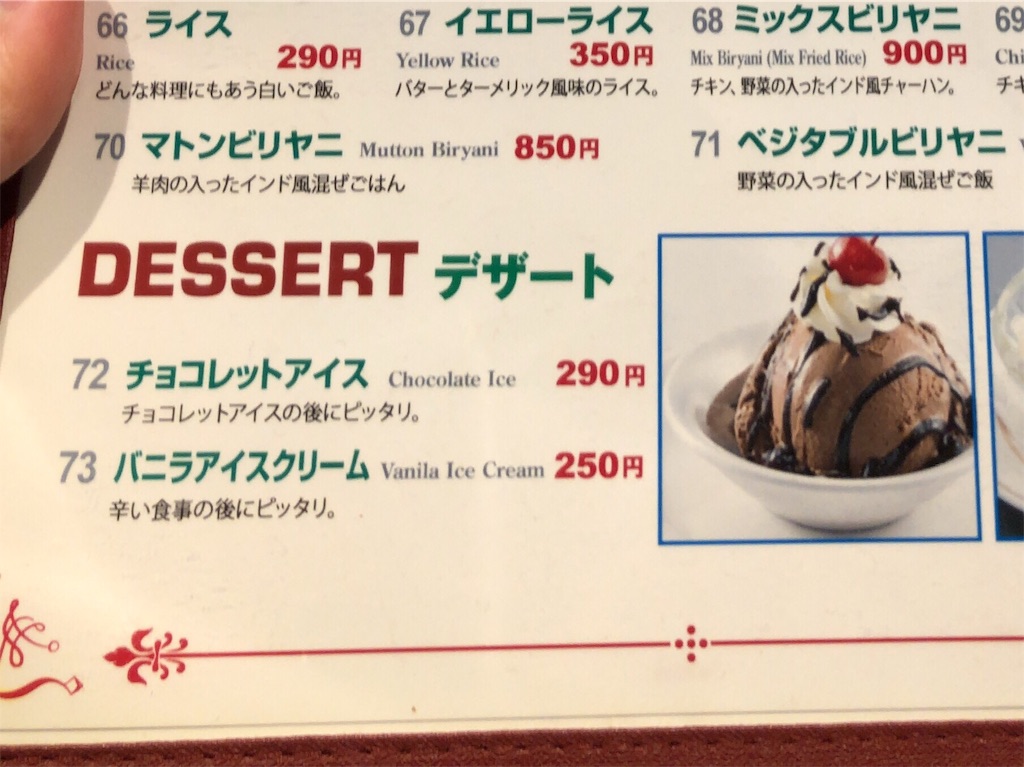 66 ライス
Rice 290円
どんな料理にもあう白いご飯。
67 イエローライス
Yellow Rice 350円
バターとターメリック風味のライス。
68 ミックスビリヤニ
Mix Biryani (Mix Fried Rice) 900円
チキン、野菜の入ったインド風チャーハン。
69
70 マトンビリヤニ Mutton Biryani 850円
羊肉の入ったインド風混ぜごはん
71 ベジタブルビリヤニ
野菜の入ったインド風混ぜご飯
DESSERT デザート
72 チョコレットアイス Chocolate Ice 290円
チョコレットアイスの後にピッタリ。
73 バニラアイスクリーム Vanila Ice Cream 250円
辛い食事の後にピッタリ。